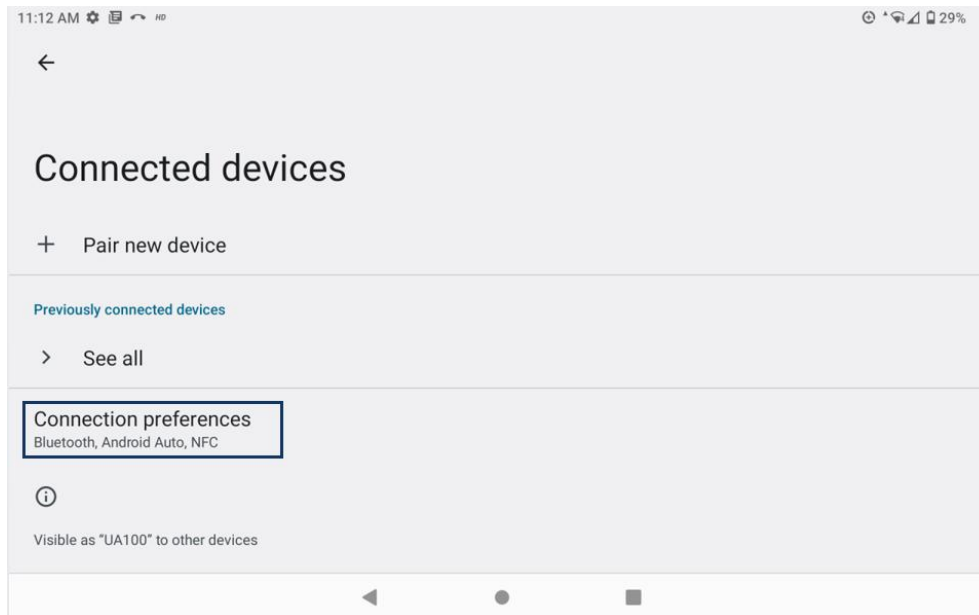 11:12 AM HD 29%
Connected devices
Pair new device
Previously connected devices
See all
Connection preferences
Bluetooth, Android Auto, NFC
Visible as “UA100” to other devices